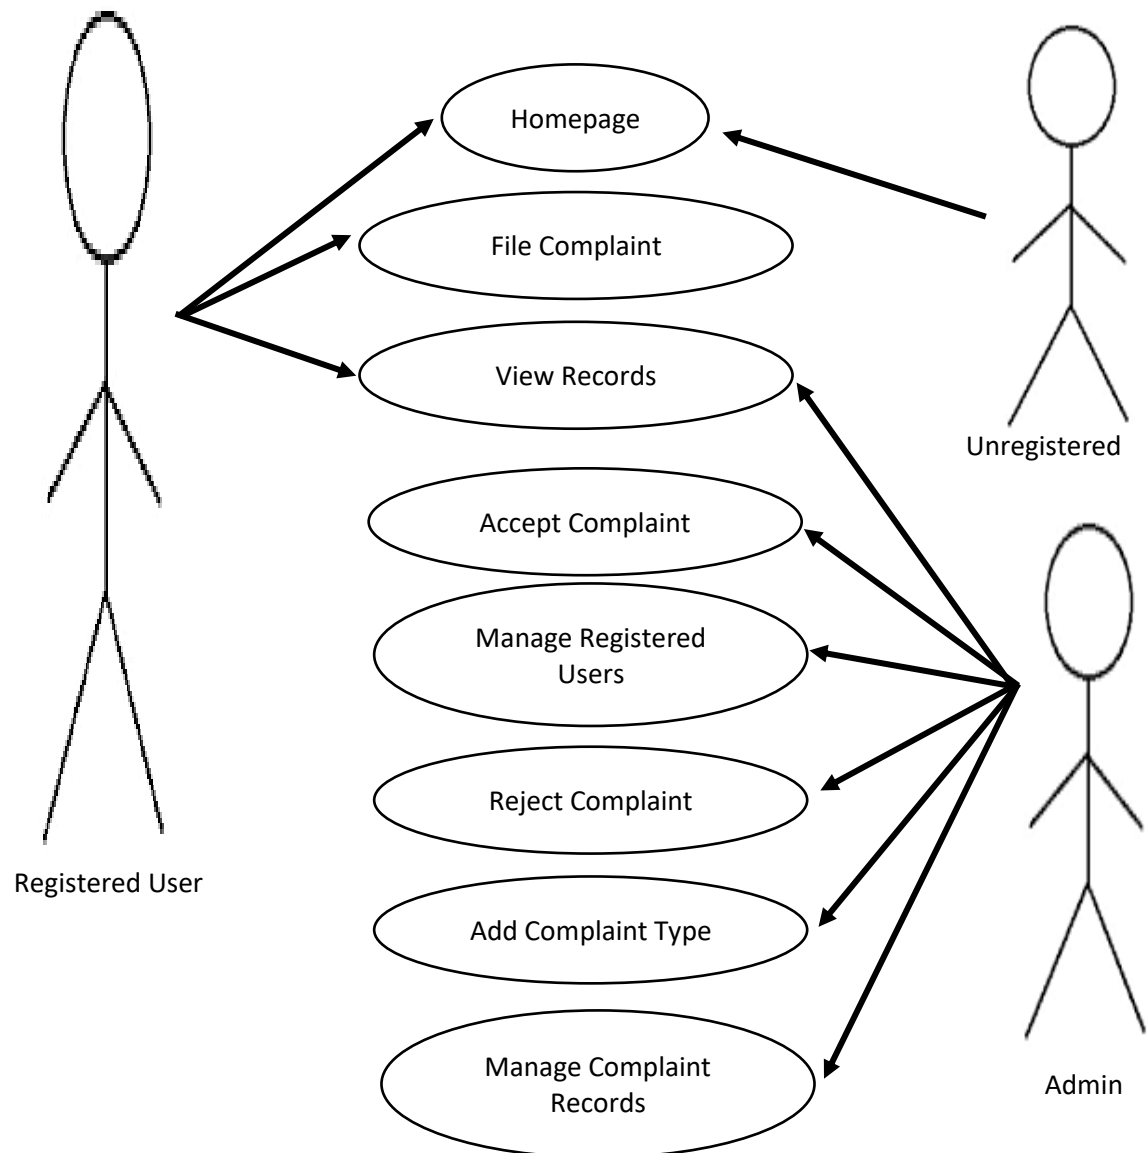 Homepage
File Complaint
View Records
Unregistered
Accept Complaint
Manage Registered
Users
Reject Complaint
Registered User
Add Complaint Type
Manage Complaint
Records
Admin